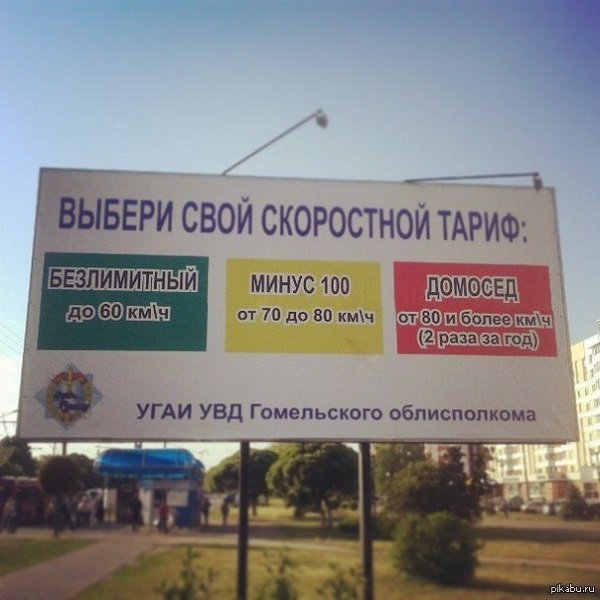 ВЫБЕРИ СВОЙ СКОРОСТНОЙ ТАРИФ:
БЕЗЛИМИТНЫЙ
до 60 км\ч
МИНУС 100
от 70 до 80 км\ч
ДОМОСЕД
от 80 и более км\ч
(2 раза за год)
УГАИ УВД Гомельского облисполкома
pikabu.ru